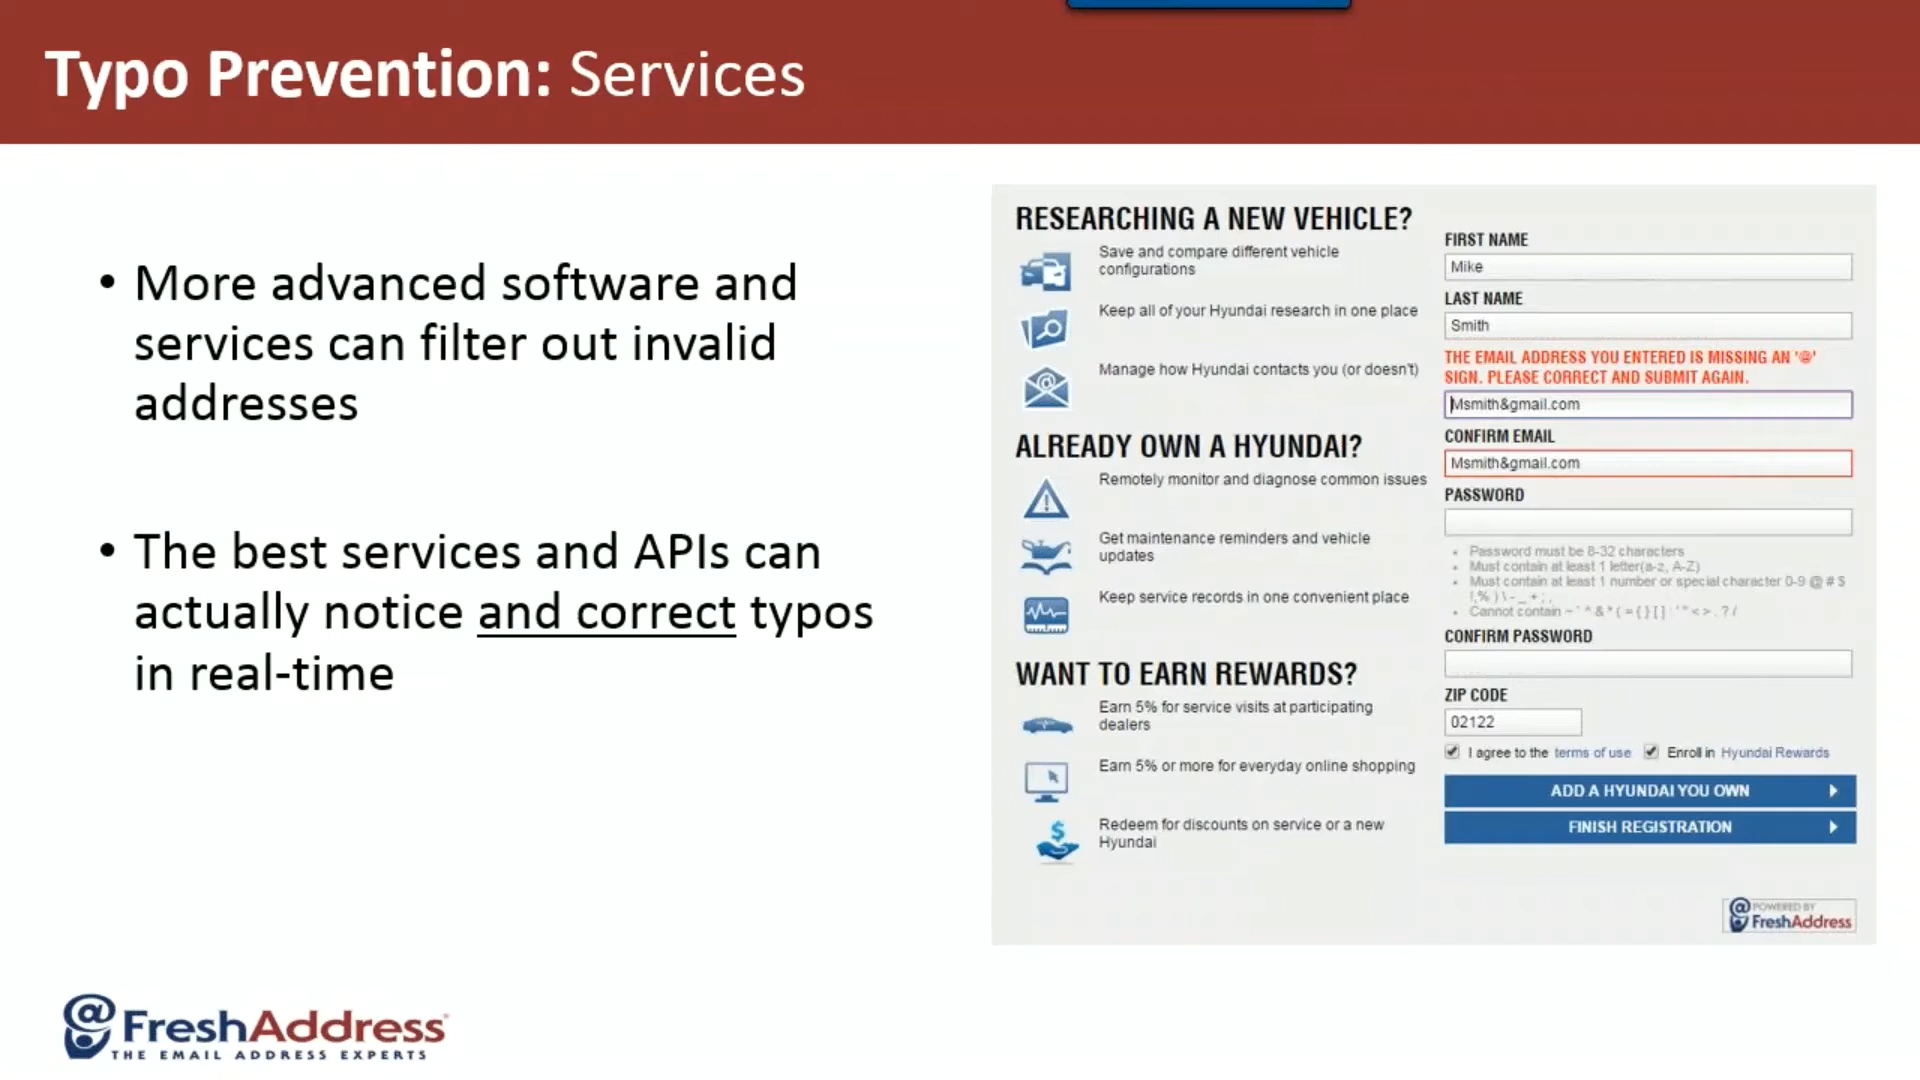 Typo Prevention: Services
• More advanced software and
services can filter out invalid
addresses
• The best services and APIs can
actually notice and correct typos
in real-time
RESEARCHING A NEW VEHICLE?
Save and compare different vehicle
configurations
Keep all of your Hyundai research in one place
Manage how Hyundai contacts you (or doesn't)
ALREADY OWN A HYUNDAI?
Remotely monitor and diagnose common issues
Get maintenance reminders and vehicle
updates
Keep service records in one convenient place
WANT TO EARN REWARDS?
Earn 5% for service visits at participating
dealers
Earn 5% or more for everyday online shopping
Redeem for discounts on service or a new
Hyundai
FIRST NAME
Mike
LAST NAME
Smith
THE EMAIL ADDRESS YOU ENTERED IS MISSING AN '@'
SIGN. PLEASE CORRECT AND SUBMIT AGAIN.
Msmith&gmail.com
CONFIRM EMAIL
Msmith&gmail.com
PASSWORD
• Password must be 8-32 characters
• Must contain at least 1 letter(a-z, A-Z)
• Must contain at least 1 number or special character 0-9 @ # $
• Cannot contain
CONFIRM PASSWORD
ZIP CODE
02122
I agree to the terms of use Enroll in Hyundai Rewards
ADD A HYUNDAI YOU OWN
FINISH REGISTRATION
POWERED BY
FreshAddress
FreshAddress
THE EMAIL ADDRESS EXPERTS